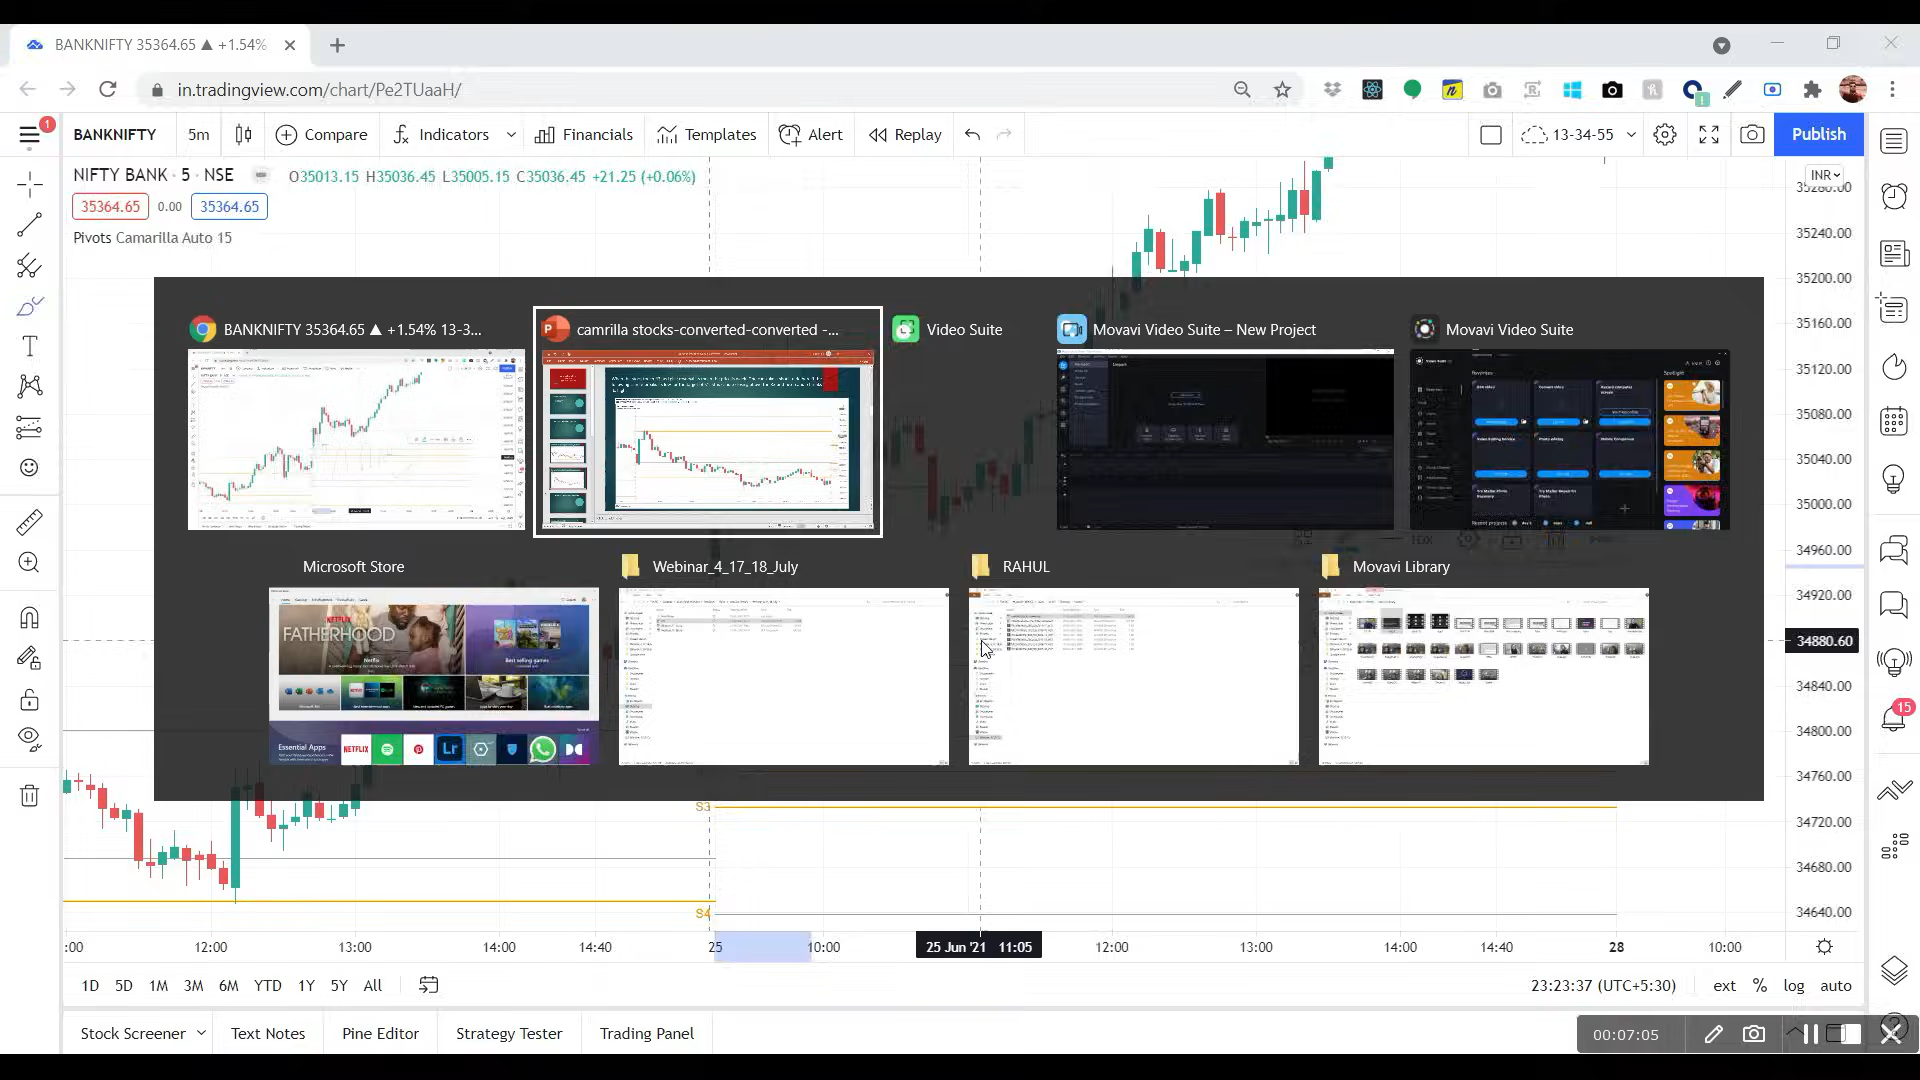 BANKNIFTY 35364.65 ▲ +1.54%
in.tradingview.com/chart/Pe2TUaaH/
1
BANKNIFTY 5m Compare Indicators Financials Templates Alert Replay 13-34-55 Publish
NIFTY BANK · 5 · NSE O35013.15 H35036.45 L35005.15 C35036.45 +21.25 (+0.06%)
INR
35364.65 0.00 35364.65
Pivots Camarilla Auto 15
35240.00
35200.00
35160.00
35120.00
35080.00
35040.00
35000.00
34960.00
34920.00
34880.60
34840.00
34800.00
34760.00
34720.00
34680.00
34640.00
BANKNIFTY 35364.65 ▲ +1.54% 13-3...
camrilla stocks-converted-converted -...
Video Suite
Movavi Video Suite – New Project
Movavi Video Suite
Microsoft Store
Webinar_4_17_18_July
RAHUL
Movavi Library
NETFLIX
FATHERHOOD
Best selling games
Essential Apps
NETFLIX
Lr
15
S3
S4
:00 12:00 13:00 14:00 14:40 25 10:00 25 Jun '21 11:05 12:00 13:00 14:00 14:40 28 10:00
1D 5D 1M 3M 6M YTD 1Y 5Y All 23:23:37 (UTC+5:30) ext % log auto
Stock Screener Text Notes Pine Editor Strategy Tester Trading Panel
00:07:05